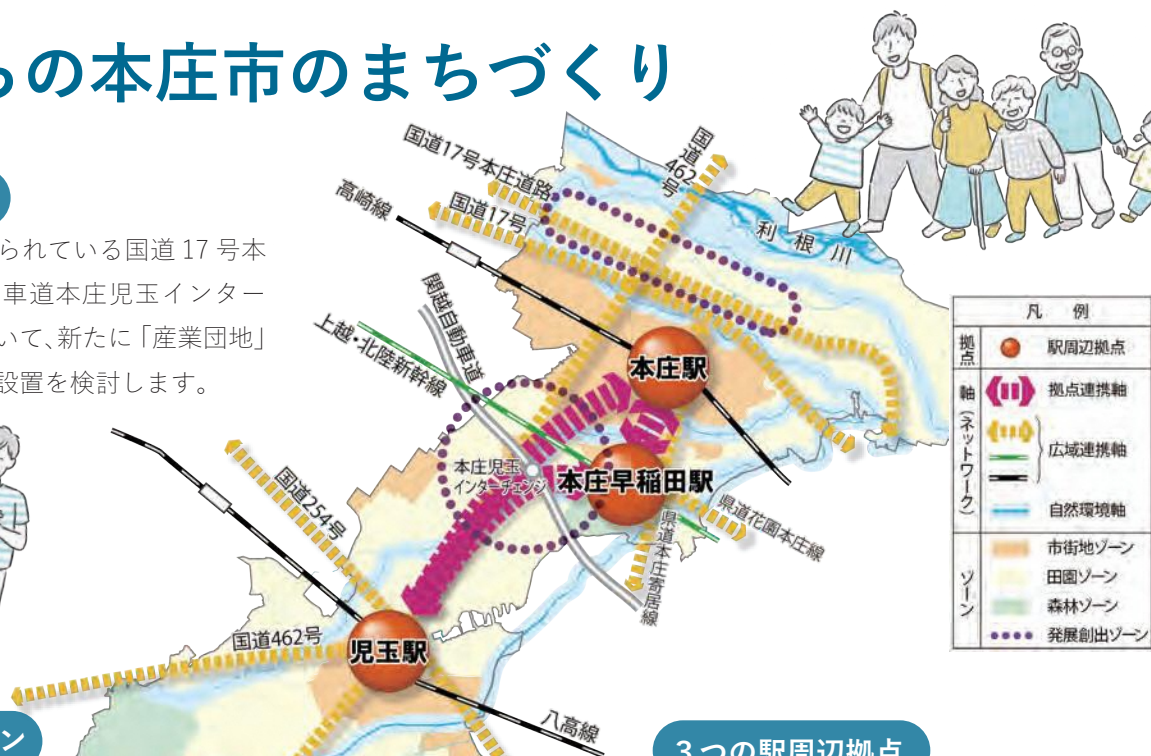 らの本庄市のまちづくり
られている国道17号本
車道本庄児玉インター
いて、新たに「産業団地」
設置を検討します。
国道17号本庄道路
国道462号
高崎線
国道17号
利根川
関越自動車道
上越・北陸新幹線
本庄駅
本庄児玉
インターチェンジ
本庄早稲田駅
国道254号
県道花園本庄線
県道本庄寄居線
児玉駅
国道462号
八高線
凡 例
拠点
駅周辺拠点
軸(ネットワーク)
拠点連携軸
広域連携軸
自然環境軸
ゾーン
市街地ゾーン
田園ゾーン
森林ゾーン
発展創出ゾーン
ン
3つの駅周辺拠点